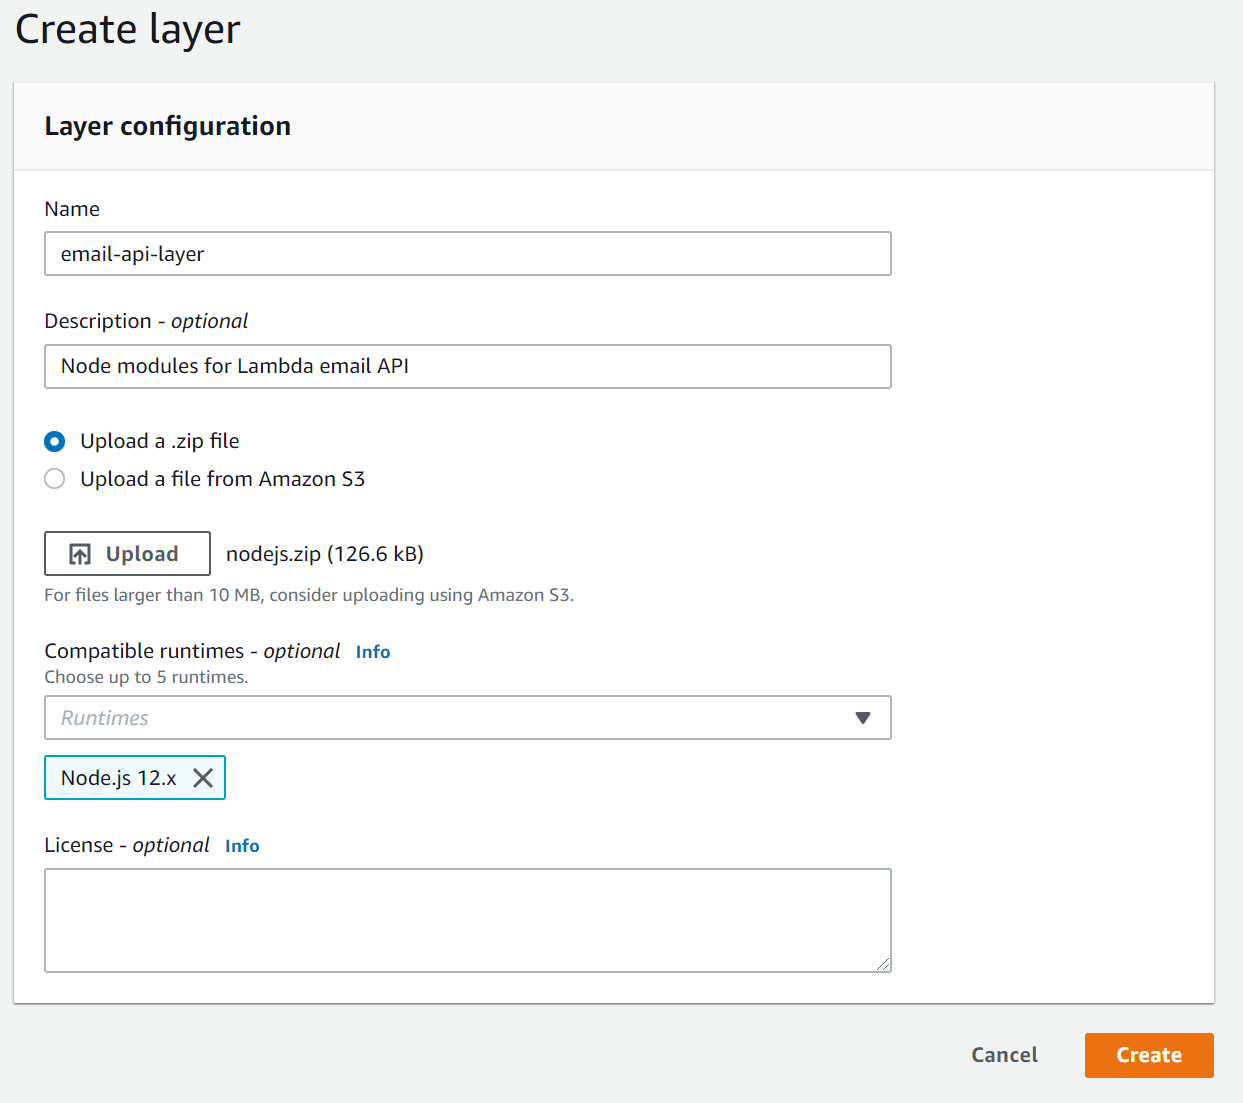 Create layer
Layer configuration
Name
email-api-layer
Description - optional
Node modules for Lambda email API
Upload a .zip file
Upload a file from Amazon S3
Upload nodejs.zip (126.6 kB)
For files larger than 10 MB, consider uploading using Amazon S3.
Compatible runtimes - optional Info
Choose up to 5 runtimes.
Runtimes
Node.js 12.x
License - optional Info
Cancel Create